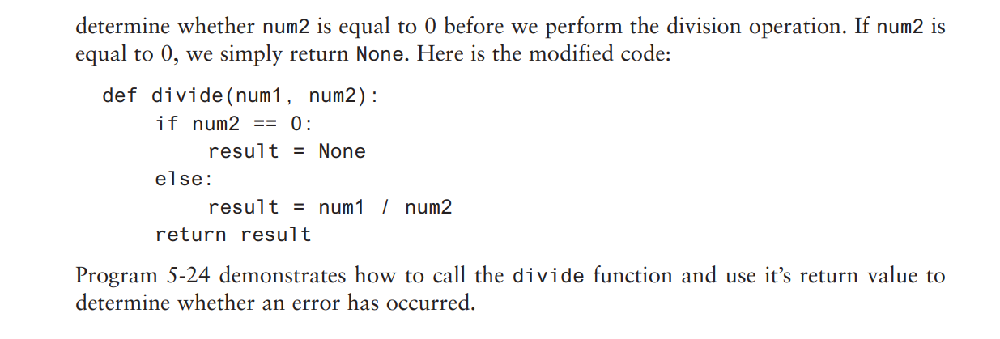 determine whether num2 is equal to 0 before we perform the division operation. If num2 is
equal to 0, we simply return None. Here is the modified code:
def divide(num1, num2):
    if num2 == 0:
        result = None
    else:
        result = num1 / num2
    return result
Program 5-24 demonstrates how to call the divide function and use it’s return value to
determine whether an error has occurred.